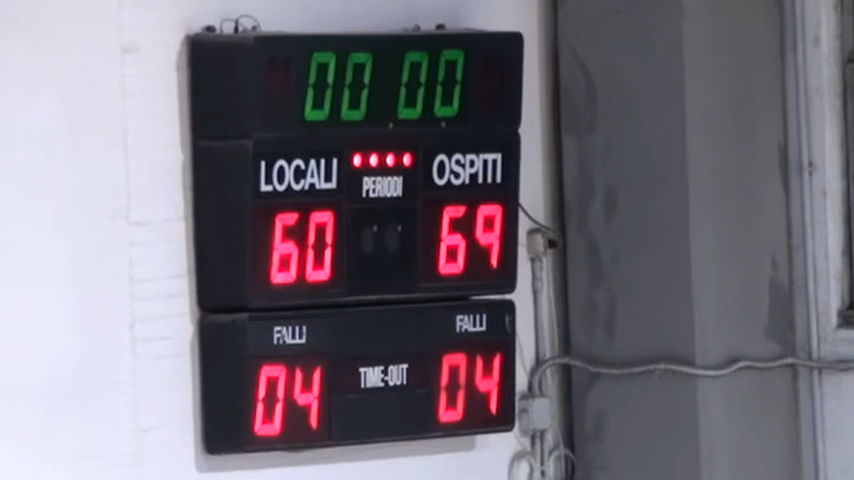 00 00
LOCALI OSPITI
PERIODI
60 69
FALLI FALLI
04 TIME-OUT 04